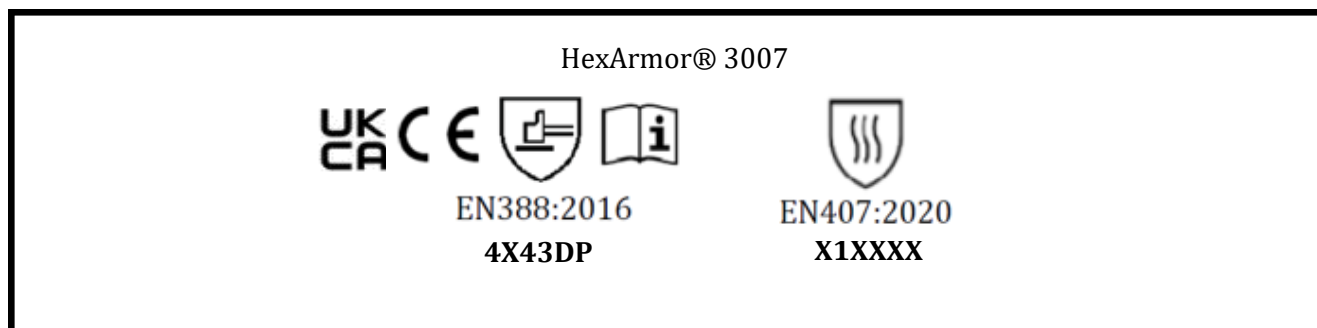 HexArmor® 3007
UK
CA CE i
EN388:2016
4X43DP
EN407:2020
X1XXXX